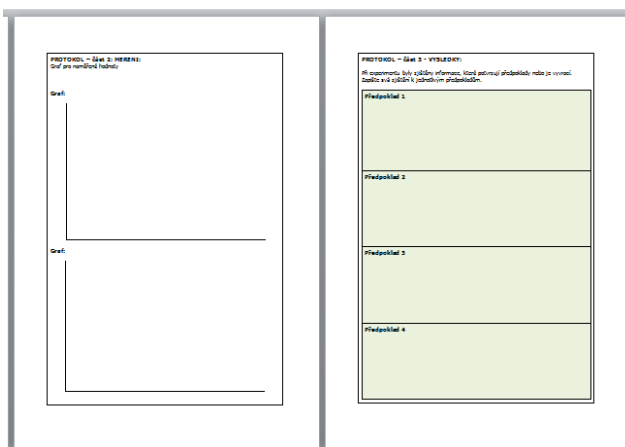 PROTOKOL – část 2: MĚŘENÍ:
Graf pro naměřené hodnoty
Graf:
Graf:
PROTOKOL – část 3 - VÝSLEDKY:
Při experimentu byly zjištěny informace, které potvrzují předpoklady nebo je vyvrací.
Zapište svá zjištění k jednotlivým předpokladům.
Předpoklad 1
Předpoklad 2
Předpoklad 3
Předpoklad 4